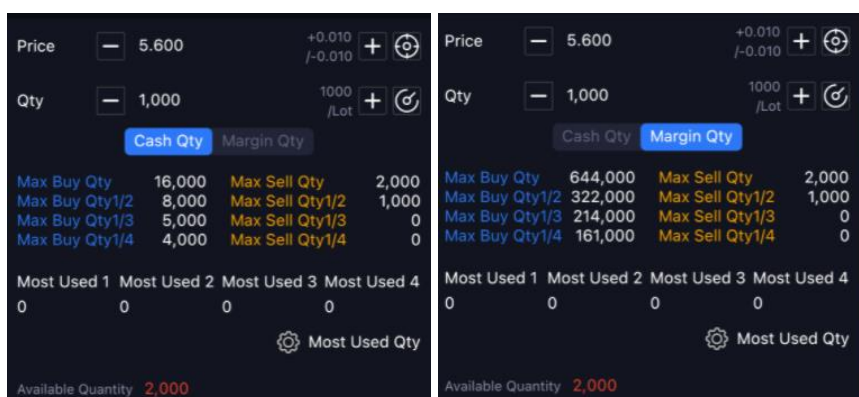 Price — 5.600 +0.010 /-0.010 +
Qty — 1,000 1000 /Lot +
Cash Qty Margin Qty
Max Buy Qty 16,000 Max Sell Qty 2,000
Max Buy Qty1/2 8,000 Max Sell Qty1/2 1,000
Max Buy Qty1/3 5,000 Max Sell Qty1/3 0
Max Buy Qty1/4 4,000 Max Sell Qty1/4 0
Most Used 1 Most Used 2 Most Used 3 Most Used 4
0 0 0 0
Most Used Qty
Available Quantity 2,000
Price — 5.600 +0.010 /-0.010 +
Qty — 1,000 1000 /Lot +
Cash Qty Margin Qty
Max Buy Qty 644,000 Max Sell Qty 2,000
Max Buy Qty1/2 322,000 Max Sell Qty1/2 1,000
Max Buy Qty1/3 214,000 Max Sell Qty1/3 0
Max Buy Qty1/4 161,000 Max Sell Qty1/4 0
Most Used 1 Most Used 2 Most Used 3 Most Used 4
0 0 0 0
Most Used Qty
Available Quantity 2,000